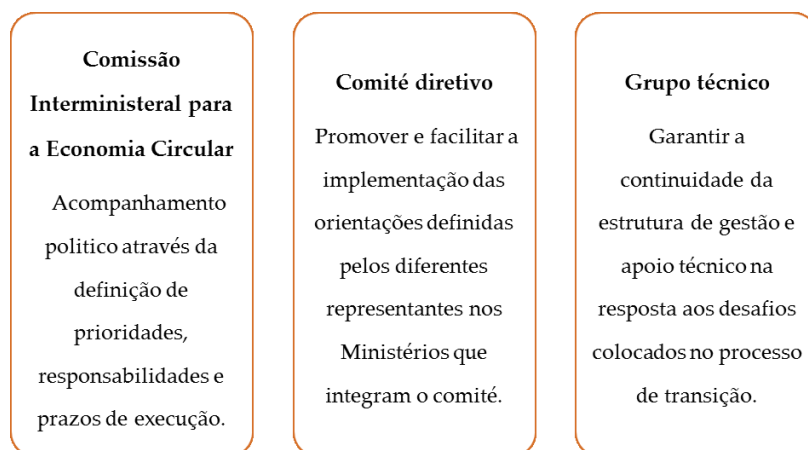 Comissão
Interministeral para
a Economia Circular
Acompanhamento
politico através da
definição de
prioridades,
responsabilidades e
prazos de execução.
Comité diretivo
Promover e facilitar a
implementação das
orientações definidas
pelos diferentes
representantes nos
Ministérios que
integram o comité.
Grupo técnico
Garantir a
continuidade da
estrutura de gestão e
apoio técnico na
resposta aos desafios
colocados no processo
de transição.